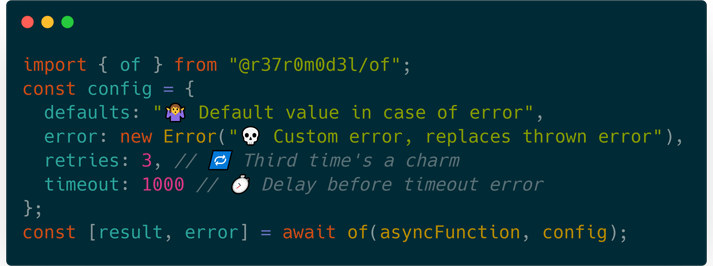 import { of } from "@r37r0m0d3l/of";
const config = {
  defaults: "🤷‍♀️ Default value in case of error",
  error: new Error("💀 Custom error, replaces thrown error"),
  retries: 3, // 🔁 Third time's a charm
  timeout: 1000 // ⏱ Delay before timeout error
};
const [result, error] = await of(asyncFunction, config);